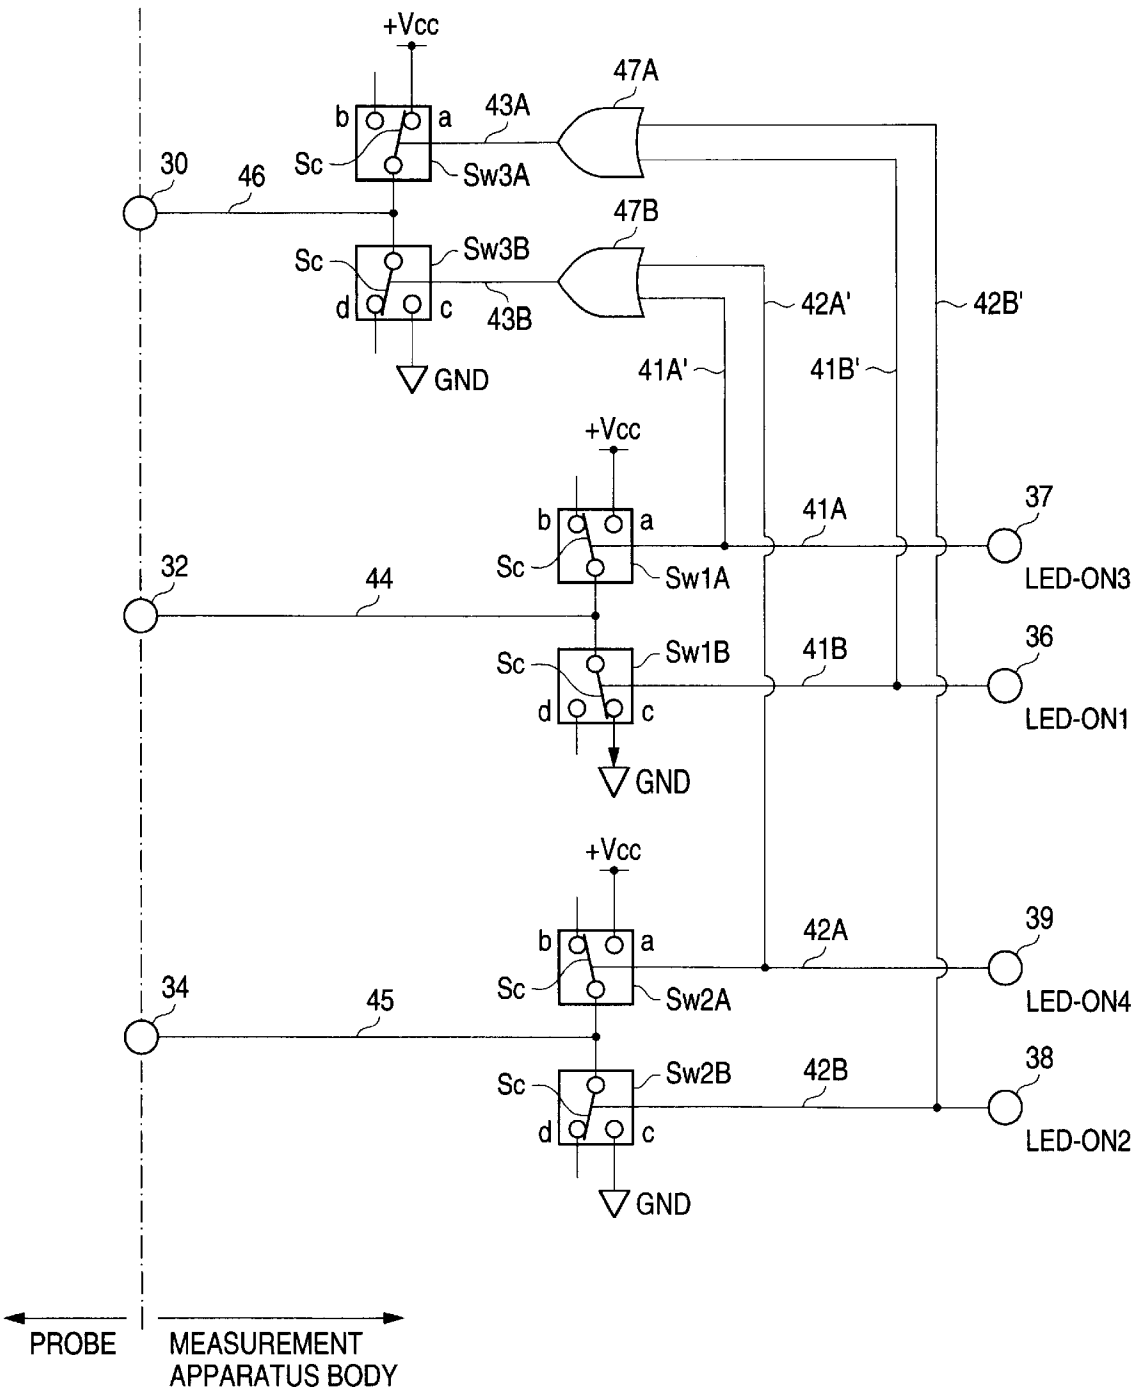 +Vcc
47A
b
a
43A
Sc
Sw3A
30
46
47B
Sc
Sw3B
d
c
43B
42A'
42B'
GND
41A'
41B'
+Vcc
b
a
41A
37
Sc
Sw1A
LED-ON3
32
44
Sc
Sw1B
41B
36
d
c
LED-ON1
GND
+Vcc
b
a
42A
39
Sc
Sw2A
LED-ON4
34
45
Sc
Sw2B
42B
38
d
c
LED-ON2
GND
PROBE
MEASUREMENT
APPARATUS BODY